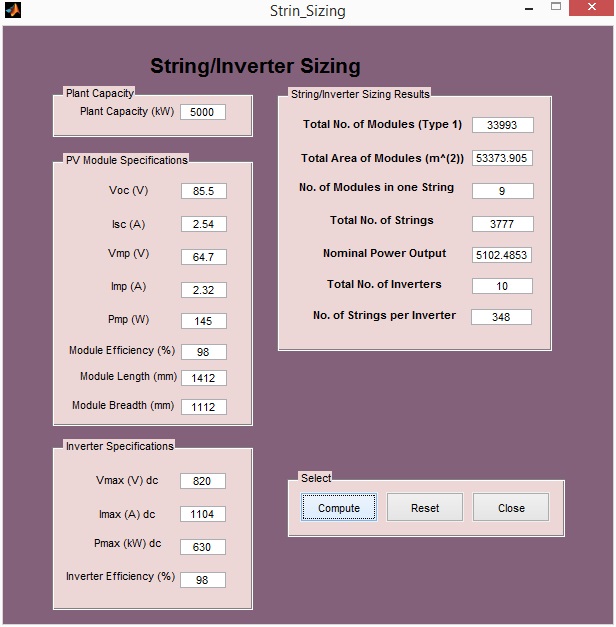 Strin_Sizing
String/Inverter Sizing
Plant Capacity
Plant Capacity (kW) 5000
PV Module Specifications
Voc (V) 85.5
Isc (A) 2.54
Vmp (V) 64.7
Imp (A) 2.32
Pmp (W) 145
Module Efficiency (%) 98
Module Length (mm) 1412
Module Breadth (mm) 1112
Inverter Specifications
Vmax (V) dc 820
Imax (A) dc 1104
Pmax (kW) dc 630
Inverter Efficiency (%) 98
String/Inverter Sizing Results
Total No. of Modules (Type 1) 33993
Total Area of Modules (m^(2)) 53373.905
No. of Modules in one String 9
Total No. of Strings 3777
Nominal Power Output 5102.4853
Total No. of Inverters 10
No. of Strings per Inverter 348
Select
Compute Reset Close